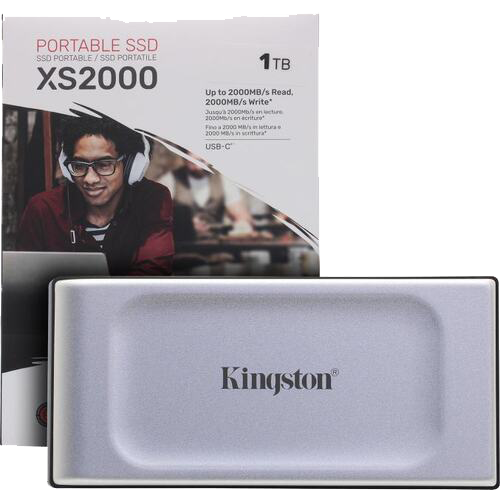 PORTABLE SSD
SSD PORTABLE / SSD PORTATILE
XS2000
1TB
Up to 2000MB/s Read,
2000MB/s Write*
Jusqu'à 2000Mb/s en lecture,
2000Mb/s en écriture*
Fino a 2000 MB/s in lettura e
2000 MB/s in scrittura*
USB-C™
Kingston®